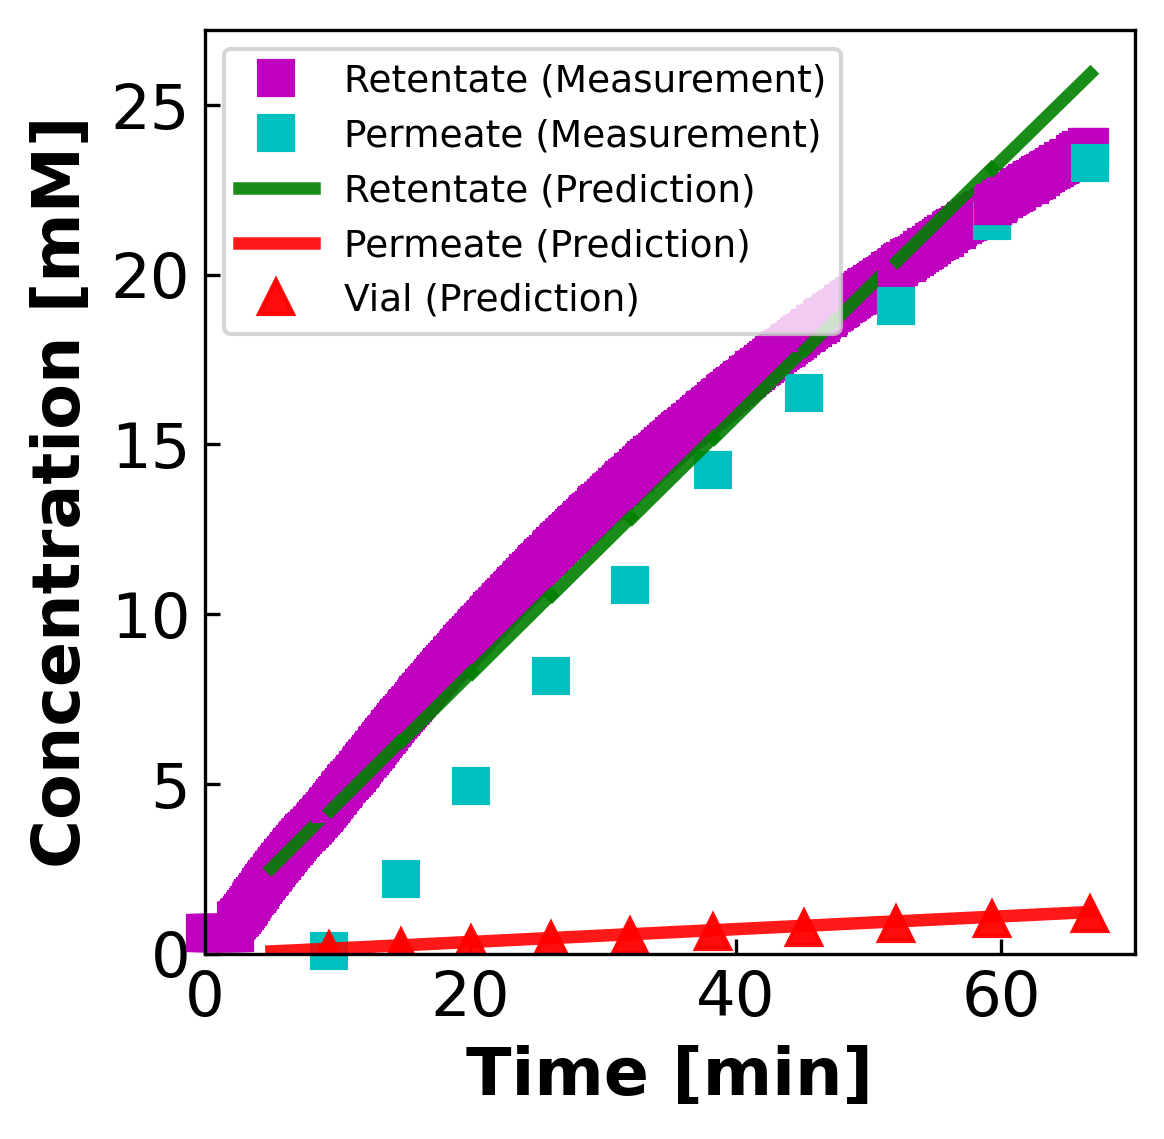 Retentate (Measurement)
Permeate (Measurement)
Retentate (Prediction)
Permeate (Prediction)
Vial (Prediction)
Concentration [mM]
25
20
15
10
5
0
0 20 40 60
Time [min]